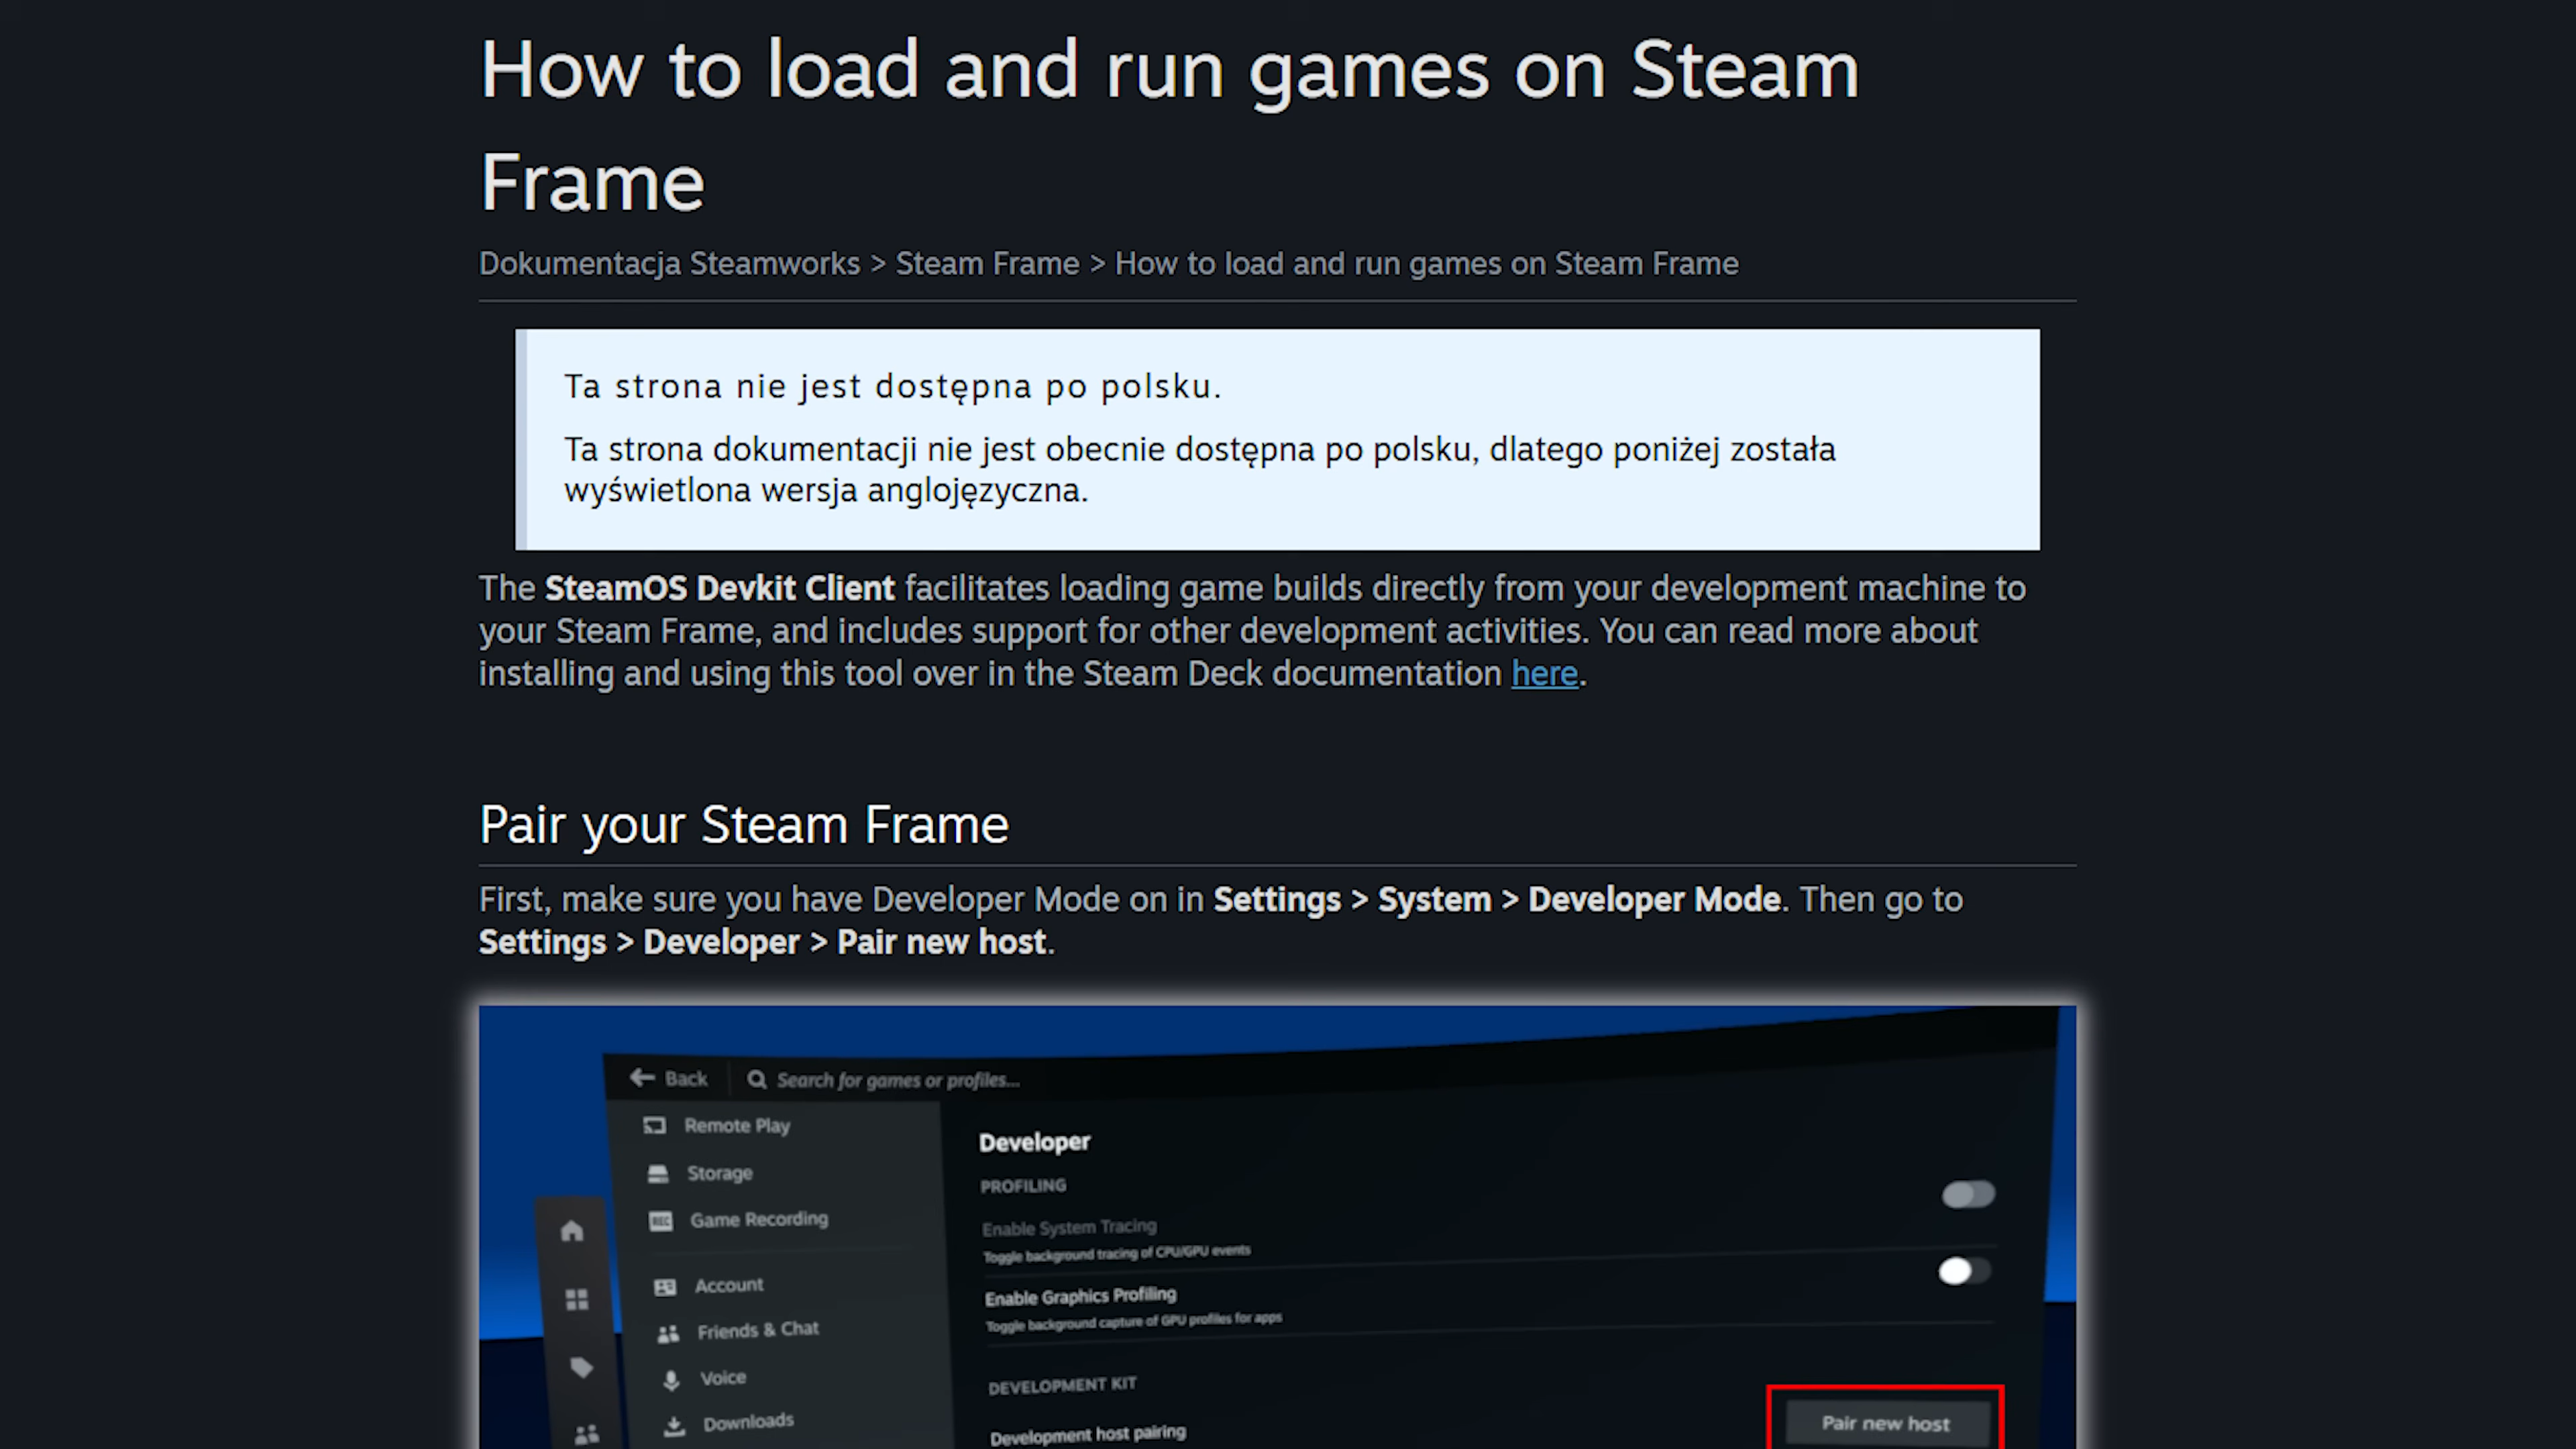 How to load and run games on Steam
Frame
Dokumentacja Steamworks > Steam Frame > How to load and run games on Steam Frame
Ta strona nie jest dostępna po polsku.
Ta strona dokumentacji nie jest obecnie dostępna po polsku, dlatego poniżej została
wyświetlona wersja anglojęzyczna.
The SteamOS Devkit Client facilitates loading game builds directly from your development machine to
your Steam Frame, and includes support for other development activities. You can read more about
installing and using this tool over in the Steam Deck documentation here.
Pair your Steam Frame
First, make sure you have Developer Mode on in Settings > System > Developer Mode. Then go to
Settings > Developer > Pair new host.
Back
Search for games or profiles...
Remote Play
Storage
REC Game Recording
Account
Friends & Chat
Voice
Downloads
Developer
PROFILING
Enable System Tracing
Toggle background tracing of CPU/GPU events
Enable Graphics Profiling
Toggle background capture of GPU profiles for apps
DEVELOPMENT KIT
Development host pairing
Pair new host